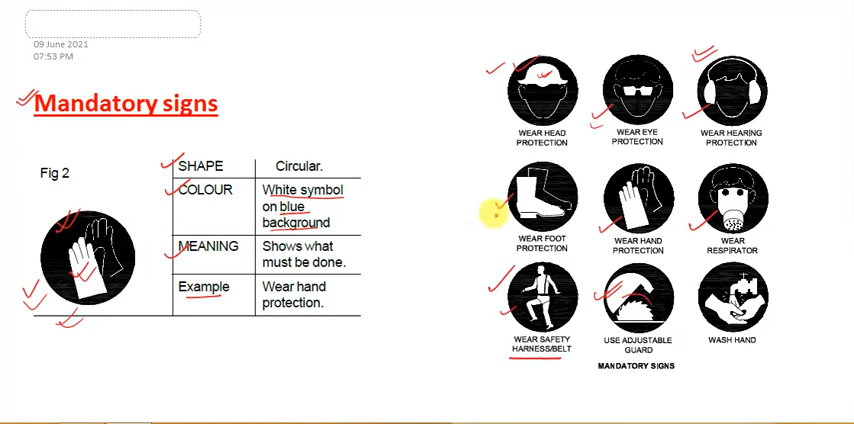 09 June 2021
07:53 PM
Mandatory signs
Fig 2
SHAPE Circular.
COLOUR White symbol
on blue
background
MEANING Shows what
must be done.
Example Wear hand
protection.
WEAR HEAD
PROTECTION
WEAR EYE
PROTECTION
WEAR HEARING
PROTECTION
WEAR FOOT
PROTECTION
WEAR HAND
PROTECTION
WEAR
RESPIRATOR
WEAR SAFETY
HARNESS/BELT
USE ADJUSTABLE
GUARD
WASH HAND
MANDATORY SIGNS